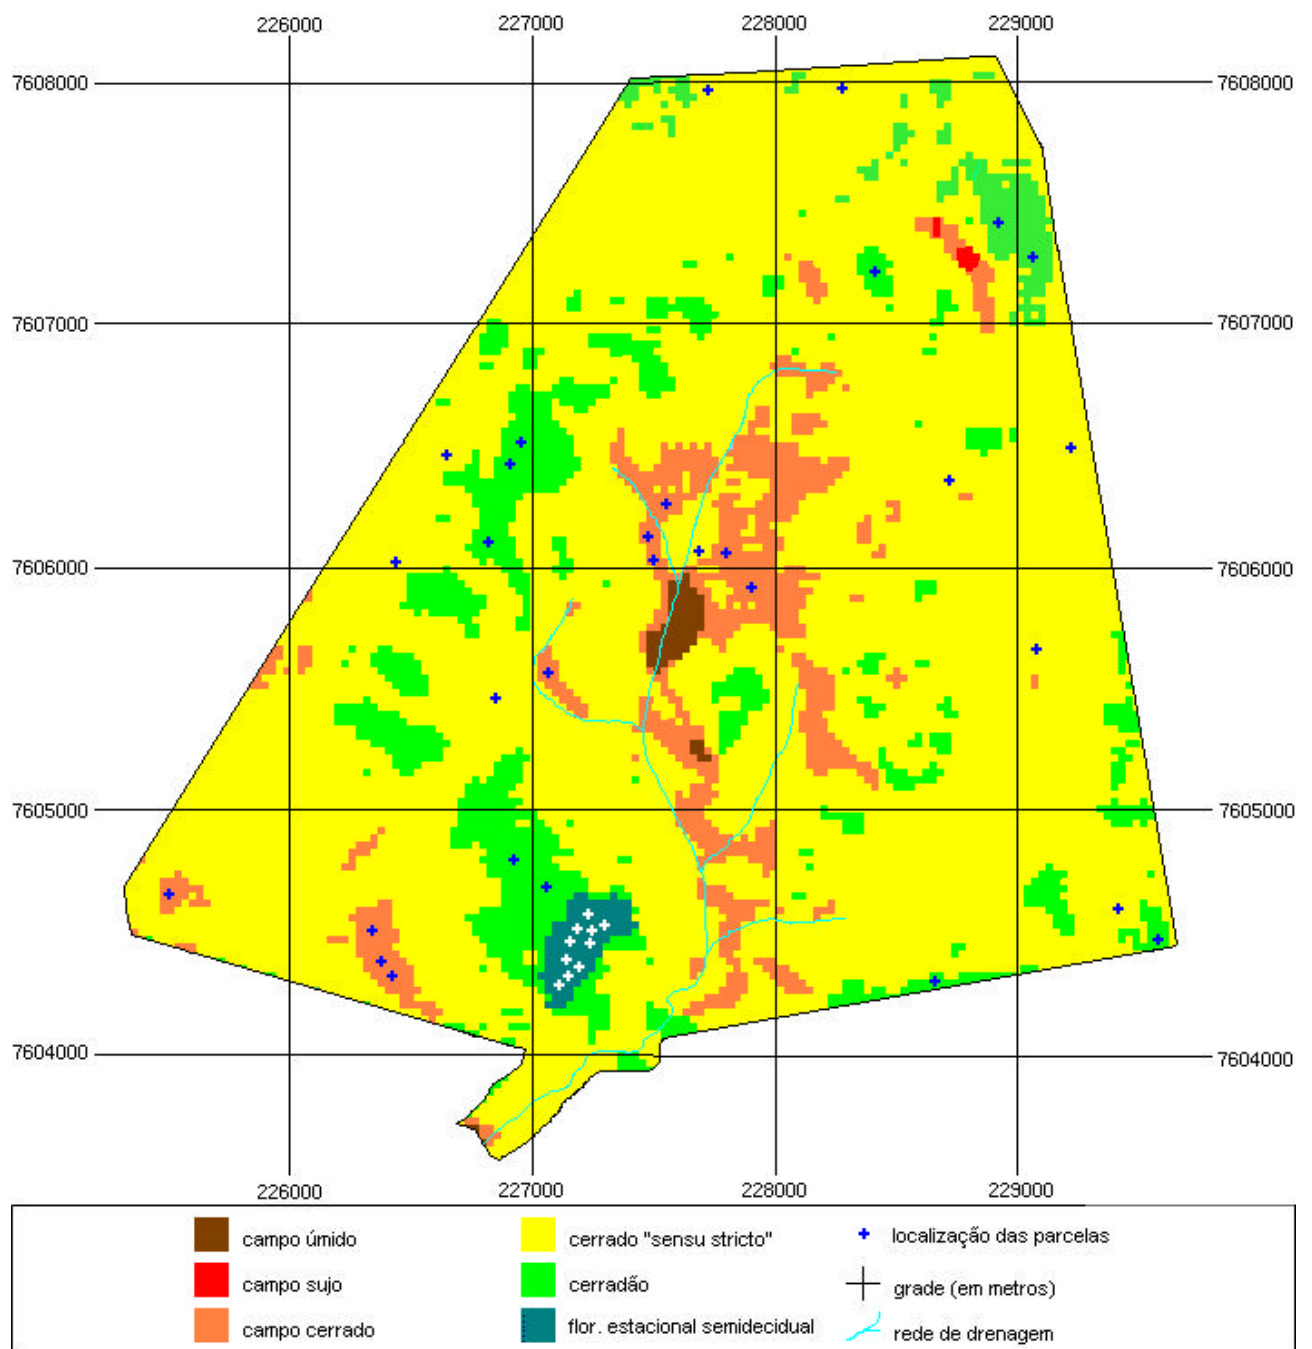 226000 227000 228000 229000
7608000 7608000
7607000 7607000
7606000 7606000
7605000 7605000
7604000 7604000
226000 227000 228000 229000
campo úmido
campo sujo
campo cerrado
cerrado "sensu stricto"
cerradão
flor. estacional semidecidual
localização das parcelas
grade (em metros)
rede de drenagem